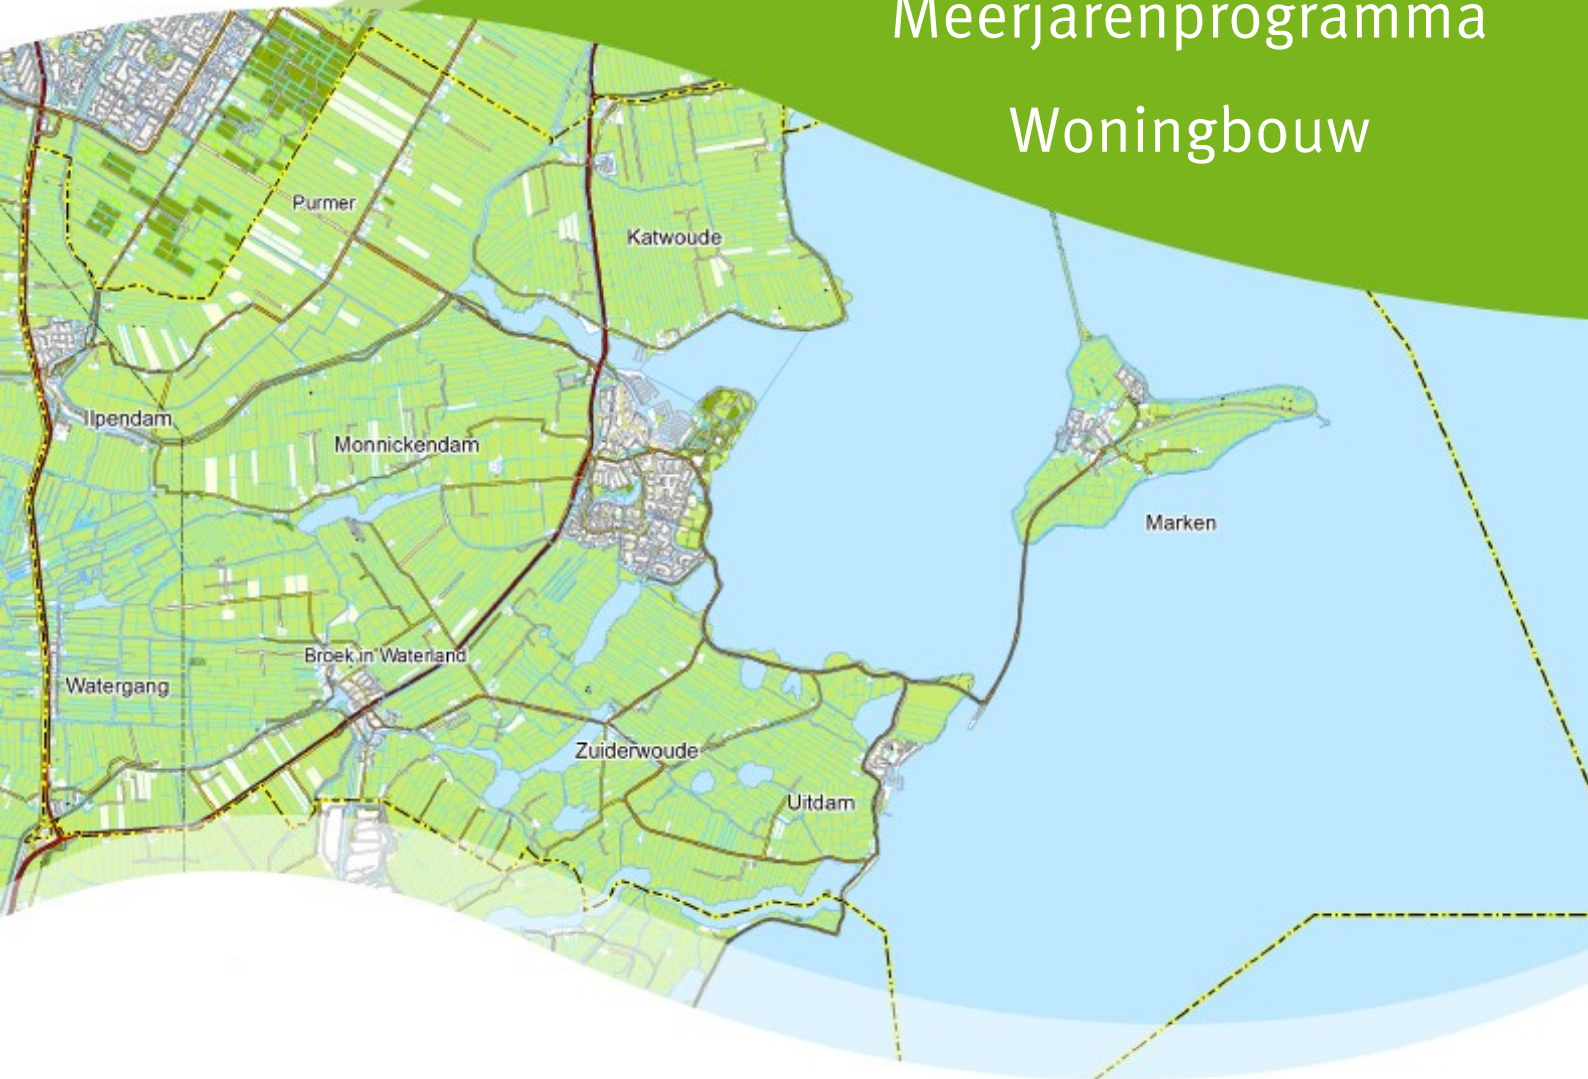 Meerjarenprogramma
Woningbouw
Purmer
Katwoude
Ilpendam
Monnickendam
Marken
Broek in Waterland
Watergang
Zuiderwoude
Uitdam